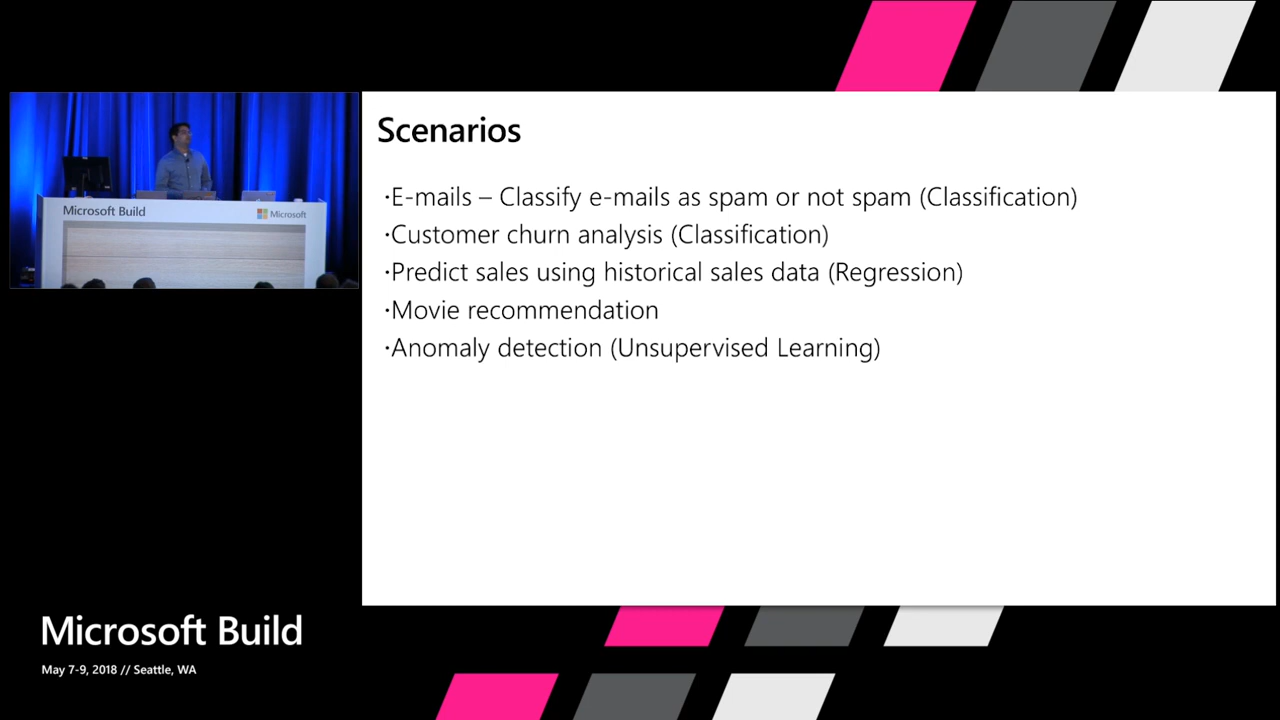 Microsoft Build
Microsoft
Scenarios
·E-mails – Classify e-mails as spam or not spam (Classification)
·Customer churn analysis (Classification)
·Predict sales using historical sales data (Regression)
·Movie recommendation
·Anomaly detection (Unsupervised Learning)
Microsoft Build
May 7-9, 2018 // Seattle, WA